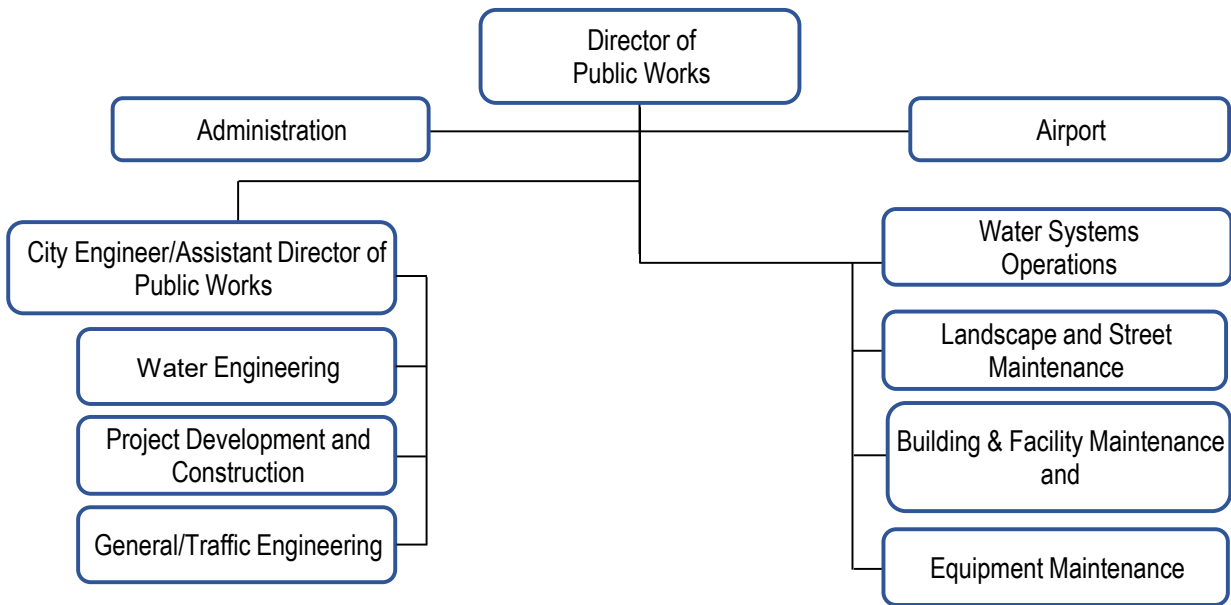 Director of
Public Works
Administration
Airport
City Engineer/Assistant Director of
Public Works
Water Engineering
Project Development and
Construction
General/Traffic Engineering
Water Systems
Operations
Landscape and Street
Maintenance
Building & Facility Maintenance
and
Equipment Maintenance